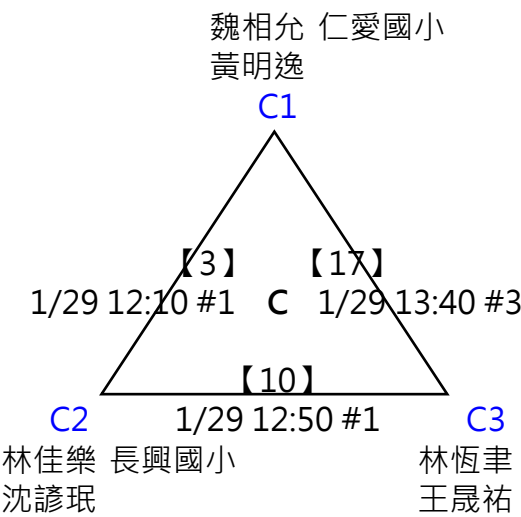 魏相允 仁愛國小
黃明逸
C1
【3】 【17】
1/29 12:10 #1 C 1/29 13:40 #3
【10】
C2 1/29 12:50 #1 C3
林佳樂 長興國小 林恆聿
沈諺珉 王晟祐